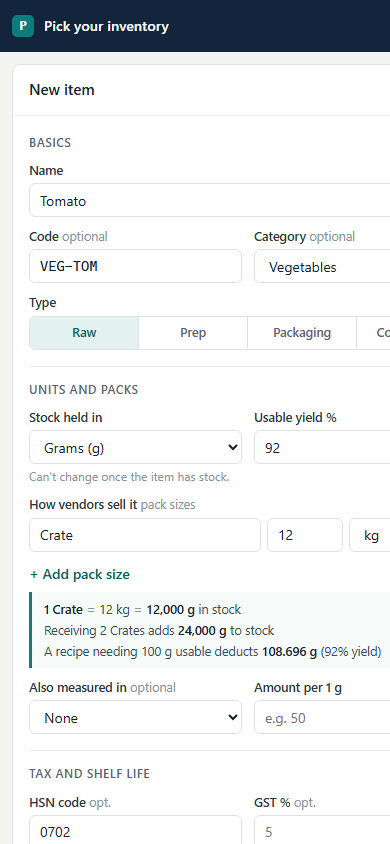 P Pick your inventory
New item
BASICS
Name
Tomato
Code optional Category optional
VEG-TOM Vegetables
Type
Raw Prep Packaging
UNITS AND PACKS
Stock held in Usable yield %
Grams (g) 92
Can't change once the item has stock.
How vendors sell it pack sizes
Crate 12 kg
+ Add pack size
1 Crate = 12 kg = 12,000 g in stock
Receiving 2 Crates adds 24,000 g to stock
A recipe needing 100 g usable deducts 108.696 g (92% yield)
Also measured in optional Amount per 1 g
None e.g. 50
TAX AND SHELF LIFE
HSN code opt. GST % opt.
0702 5